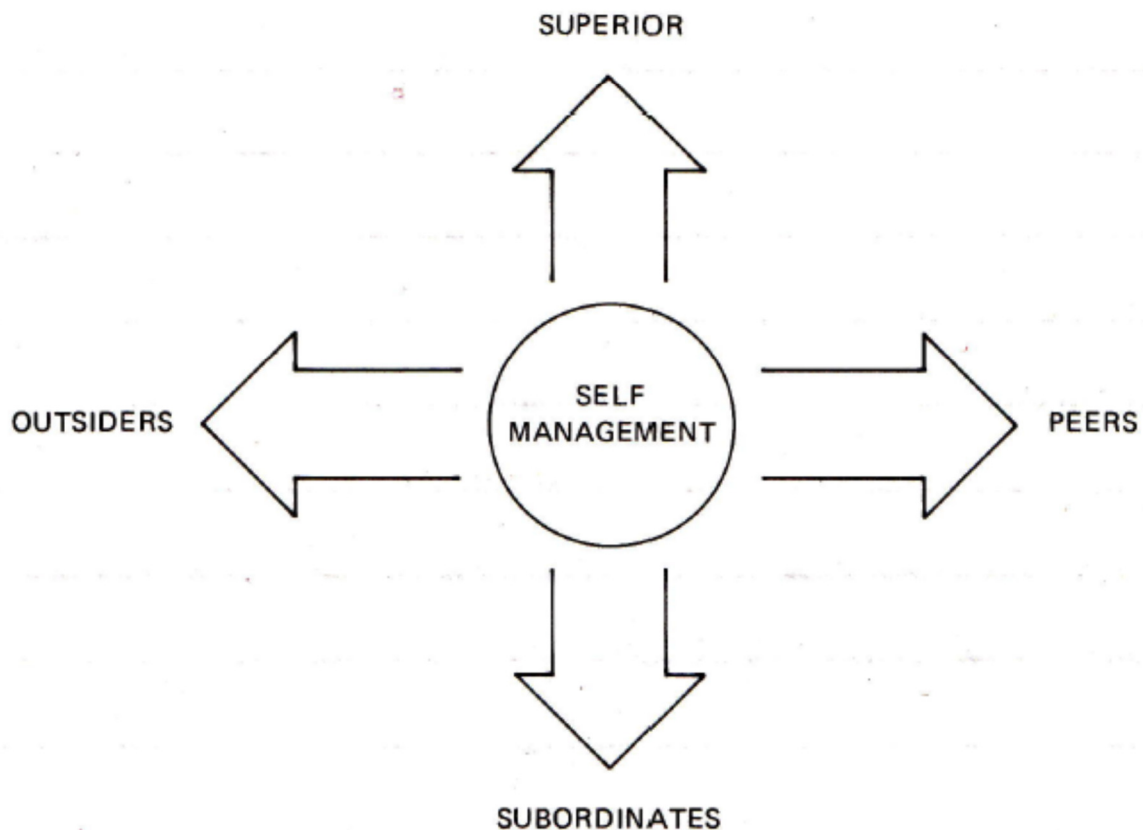 SUPERIOR
OUTSIDERS
SELF
MANAGEMENT
PEERS
SUBORDINATES